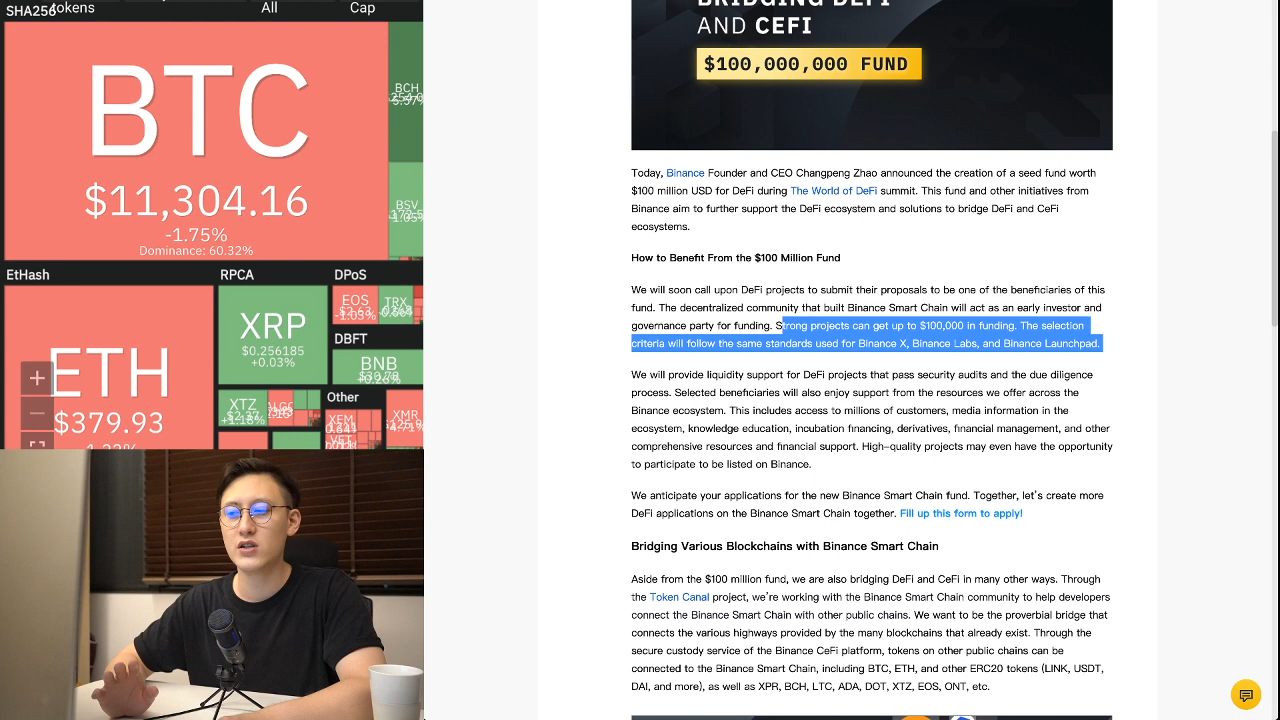 SHA256
tokens
All
Cap
BTC
$11,304.16
-1.75%
Dominance: 60.32%
BCH
BSV
EtHash
ETH
$379.93
RPCA
XRP
$0.256185
+0.03%
XTZ
$2.37
+1.18%
DPoS
EOS
$2.63
-1.05%
TRX
DBFT
BNB
Other
XEM
VET
XMR
BRIDGING DEFI
AND CEFI
$100,000,000 FUND
Today, Binance Founder and CEO Changpeng Zhao announced the creation of a seed fund worth
$100 million USD for DeFi during The World of DeFi summit. This fund and other initiatives from
Binance aim to further support the DeFi ecosystem and solutions to bridge DeFi and CeFi
ecosystems.
How to Benefit From the $100 Million Fund
We will soon call upon DeFi projects to submit their proposals to be one of the beneficiaries of this
fund. The decentralized community that built Binance Smart Chain will act as an early investor and
governance party for funding. Strong projects can get up to $100,000 in funding. The selection
criteria will follow the same standards used for Binance X, Binance Labs, and Binance Launchpad.
We will provide liquidity support for DeFi projects that pass security audits and the due diligence
process. Selected beneficiaries will also enjoy support from the resources we offer across the
Binance ecosystem. This includes access to millions of customers, media information in the
ecosystem, knowledge education, incubation financing, derivatives, financial management, and other
comprehensive resources and financial support. High-quality projects may even have the opportunity
to participate to be listed on Binance.
We anticipate your applications for the new Binance Smart Chain fund. Together, let's create more
DeFi applications on the Binance Smart Chain together. Fill up this form to apply!
Bridging Various Blockchains with Binance Smart Chain
Aside from the $100 million fund, we are also bridging DeFi and CeFi in many other ways. Through
the Token Canal project, we're working with the Binance Smart Chain community to help developers
connect the Binance Smart Chain with other public chains. We want to be the proverbial bridge that
connects the various highways provided by the many blockchains that already exist. Through the
secure custody service of the Binance CeFi platform, tokens on other public chains can be
connected to the Binance Smart Chain, including BTC, ETH, and other ERC20 tokens (LINK, USDT,
DAI, and more), as well as XPR, BCH, LTC, ADA, DOT, XTZ, EOS, ONT, etc.